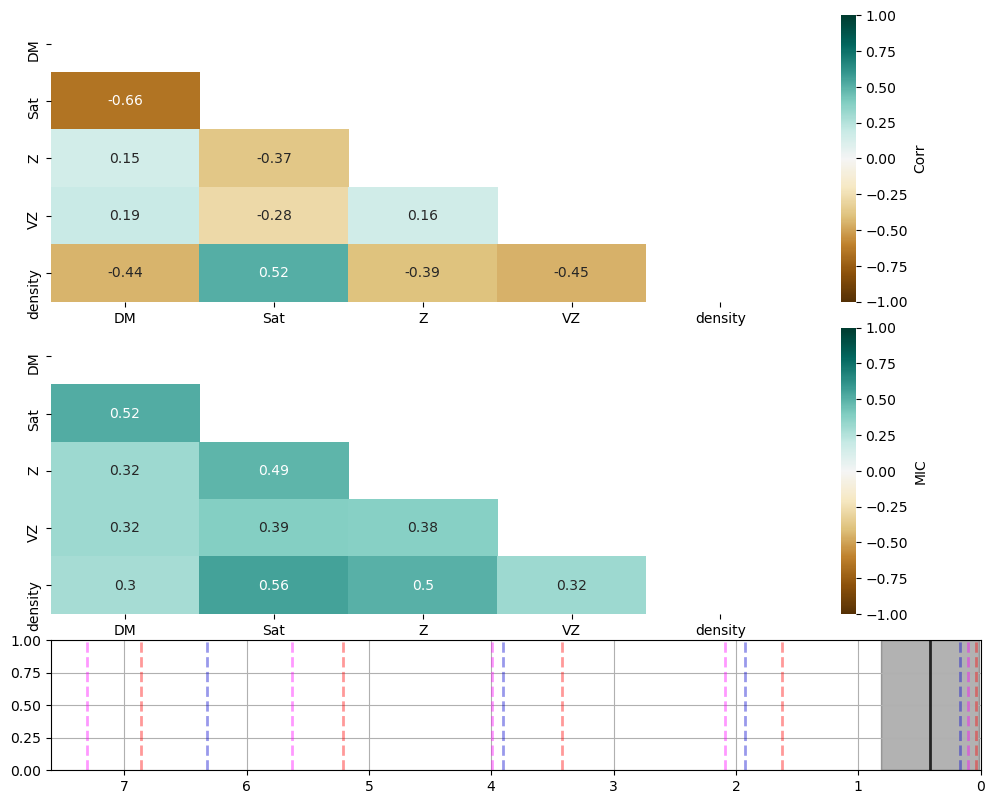 DM
Sat
Z
VZ
density
-0.66
0.15
-0.37
0.19
-0.28
0.16
-0.44
0.52
-0.39
-0.45
DM
Sat
Z
VZ
density
1.00
0.75
0.50
0.25
0.00
−0.25
−0.50
−0.75
−1.00
Corr
DM
Sat
Z
VZ
density
0.52
0.32
0.49
0.32
0.39
0.38
0.3
0.56
0.5
0.32
DM
Sat
Z
VZ
density
1.00
0.75
0.50
0.25
0.00
−0.25
−0.50
−0.75
−1.00
MIC
1.00
0.75
0.50
0.25
0.00
7
6
5
4
3
2
1
0